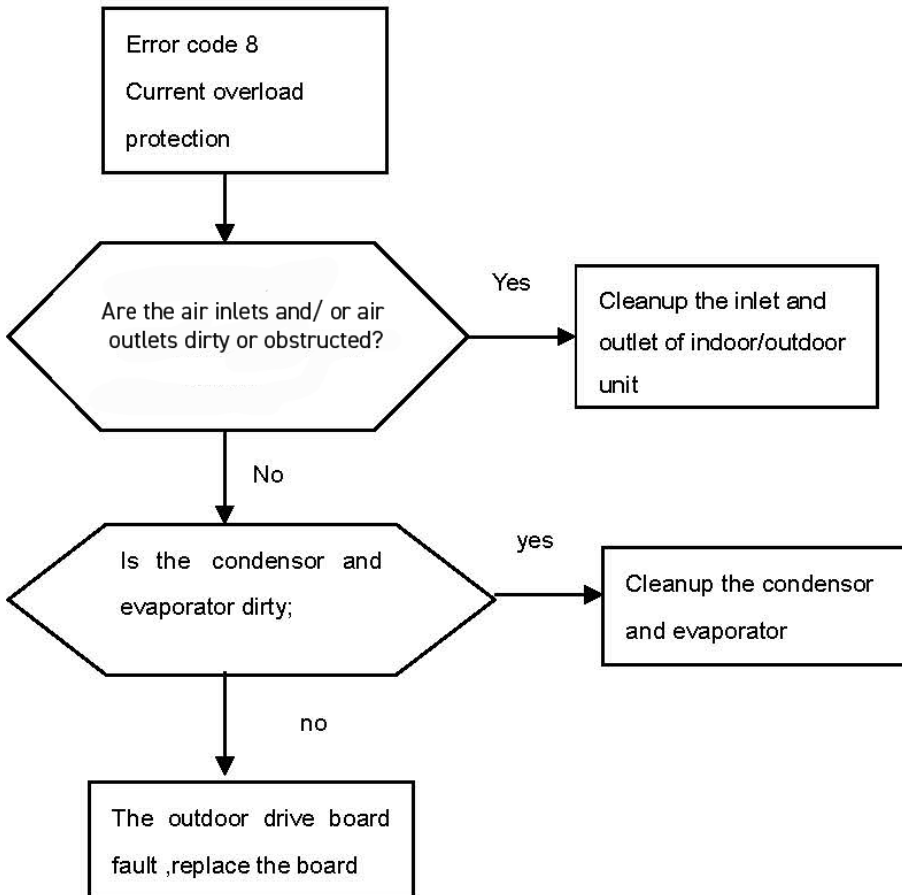 Error code 8
Current overload
protection
Are the air inlets and/ or air
outlets dirty or obstructed?
Yes
Cleanup the inlet and
outlet of indoor/outdoor
unit
No
Is the condensor and
evaporator dirty;
yes
Cleanup the condensor
and evaporator
no
The outdoor drive board
fault ,replace the board